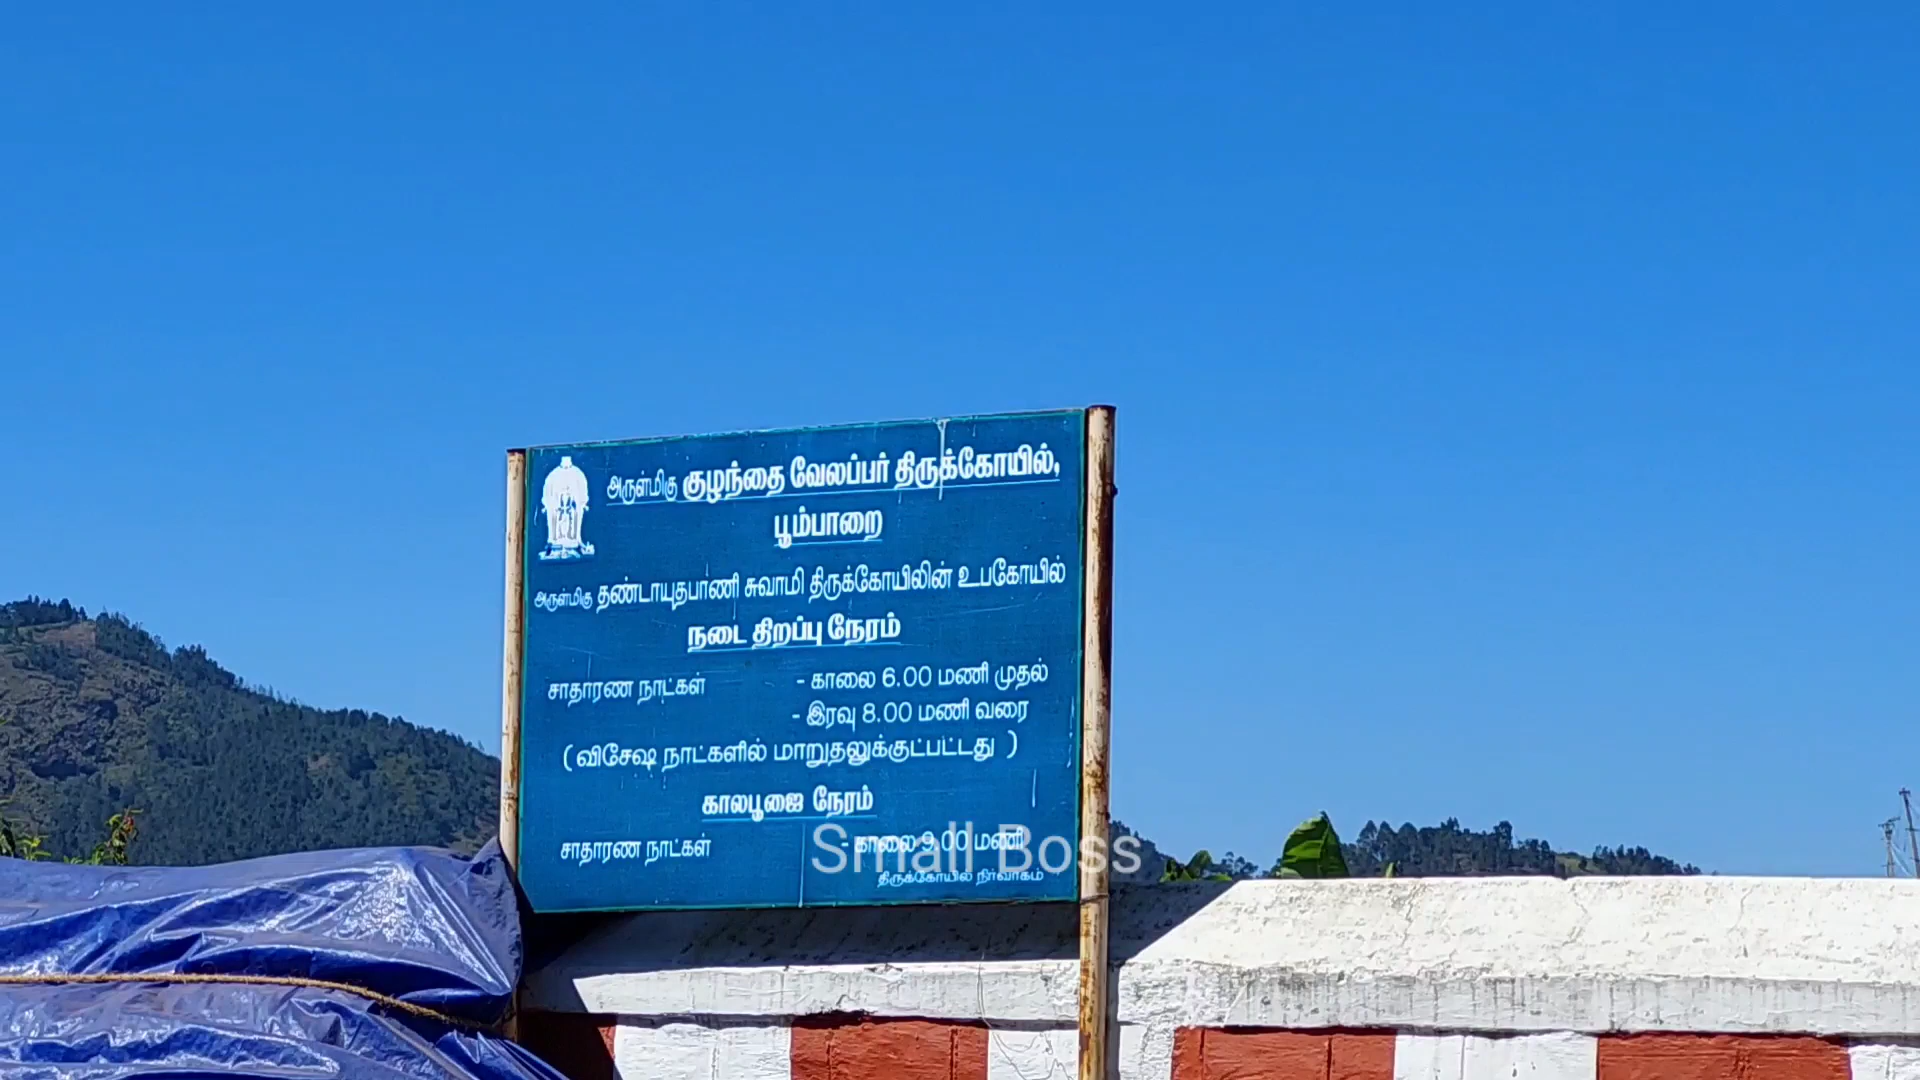 அருள்மிகு குழந்தை வேலப்பர் திருக்கோயில்,
பூம்பாறை
அருள்மிகு தண்டாயுதபாணி சுவாமி திருக்கோயிலின் உபகோயில்
நடை திறப்பு நேரம்
சாதாரண நாட்கள் - காலை 6.00 மணி முதல்
- இரவு 8.00 மணி வரை
( விசேஷ நாட்களில் மாறுதலுக்குட்பட்டது )
காலபூஜை நேரம்
சாதாரண நாட்கள் - காலை 9.00 மணி
திருக்கோயில் நிர்வாகம்
Small Boss